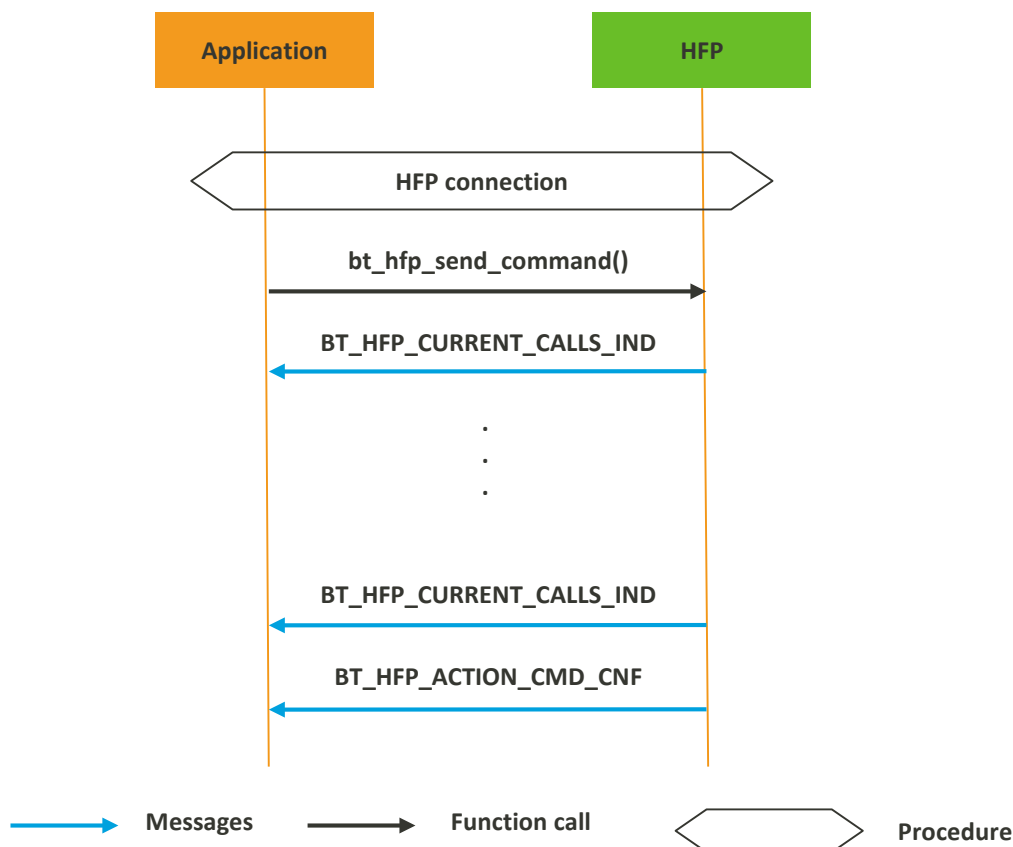 Application
HFP
HFP connection
bt_hfp_send_command()
BT_HFP_CURRENT_CALLS_IND
.
.
.
BT_HFP_CURRENT_CALLS_IND
BT_HFP_ACTION_CMD_CNF
Messages
Function call
Procedure